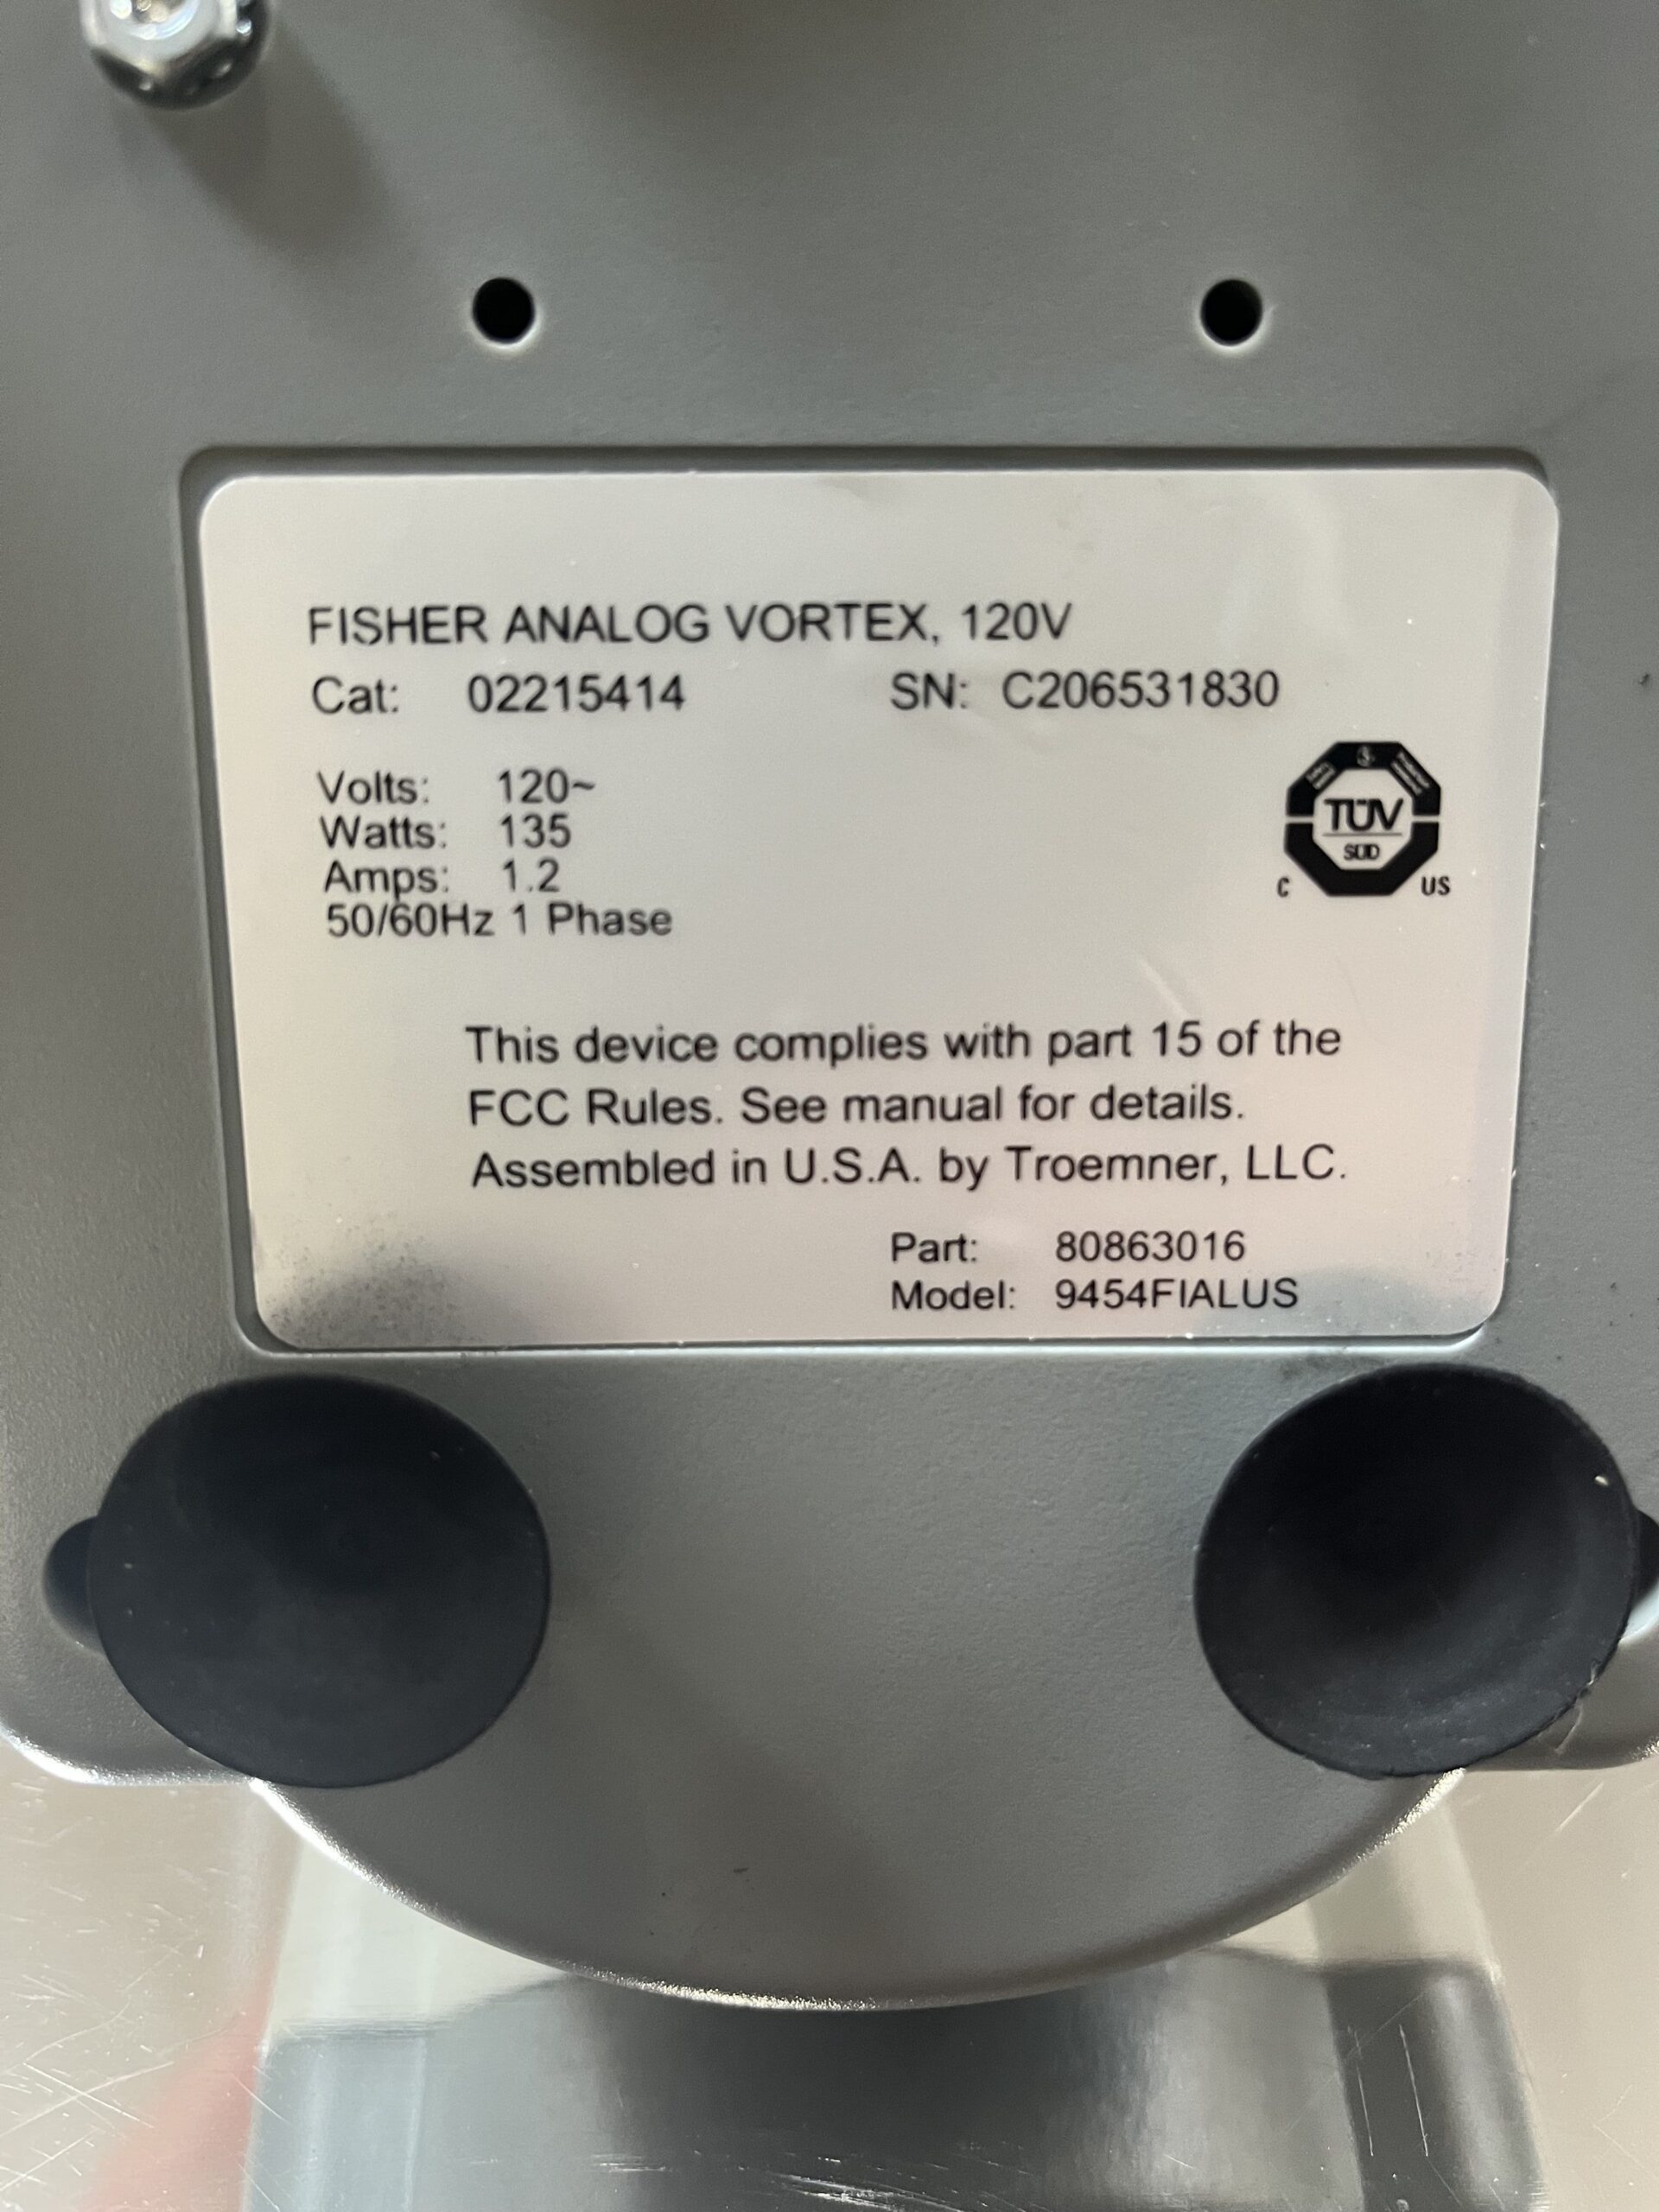 FISHER ANALOG VORTEX, 120V
Cat: 02215414 SN: C206531830
Volts: 120~
Watts: 135
Amps: 1.2
50/60Hz 1 Phase
TÜV
SÜD
C US
This device complies with part 15 of the
FCC Rules. See manual for details.
Assembled in U.S.A. by Troemner, LLC.
Part: 80863016
Model: 9454FIALUS